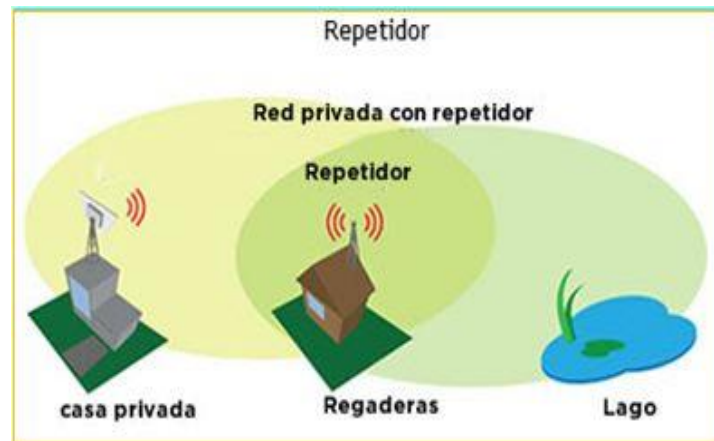 Repetidor
Red privada con repetidor
Repetidor
casa privada
Regaderas
Lago